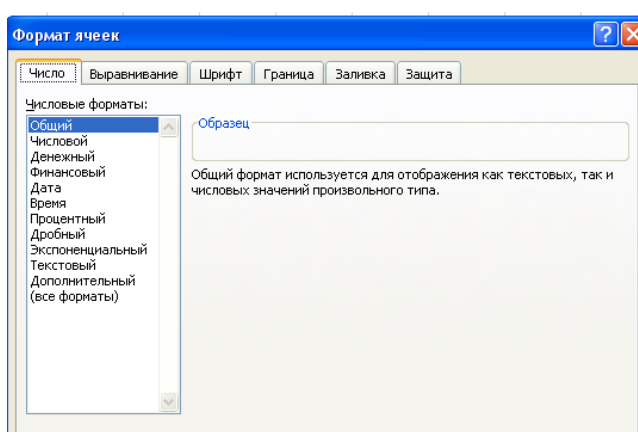 Формат ячеек
Число Выравнивание Шрифт Граница Заливка Защита
Числовые форматы:
Общий
Числовой
Денежный
Финансовый
Дата
Время
Процентный
Дробный
Экспоненциальный
Текстовый
Дополнительный
(все форматы)
Образец
Общий формат используется для отображения как текстовых, так и
числовых значений произвольного типа.